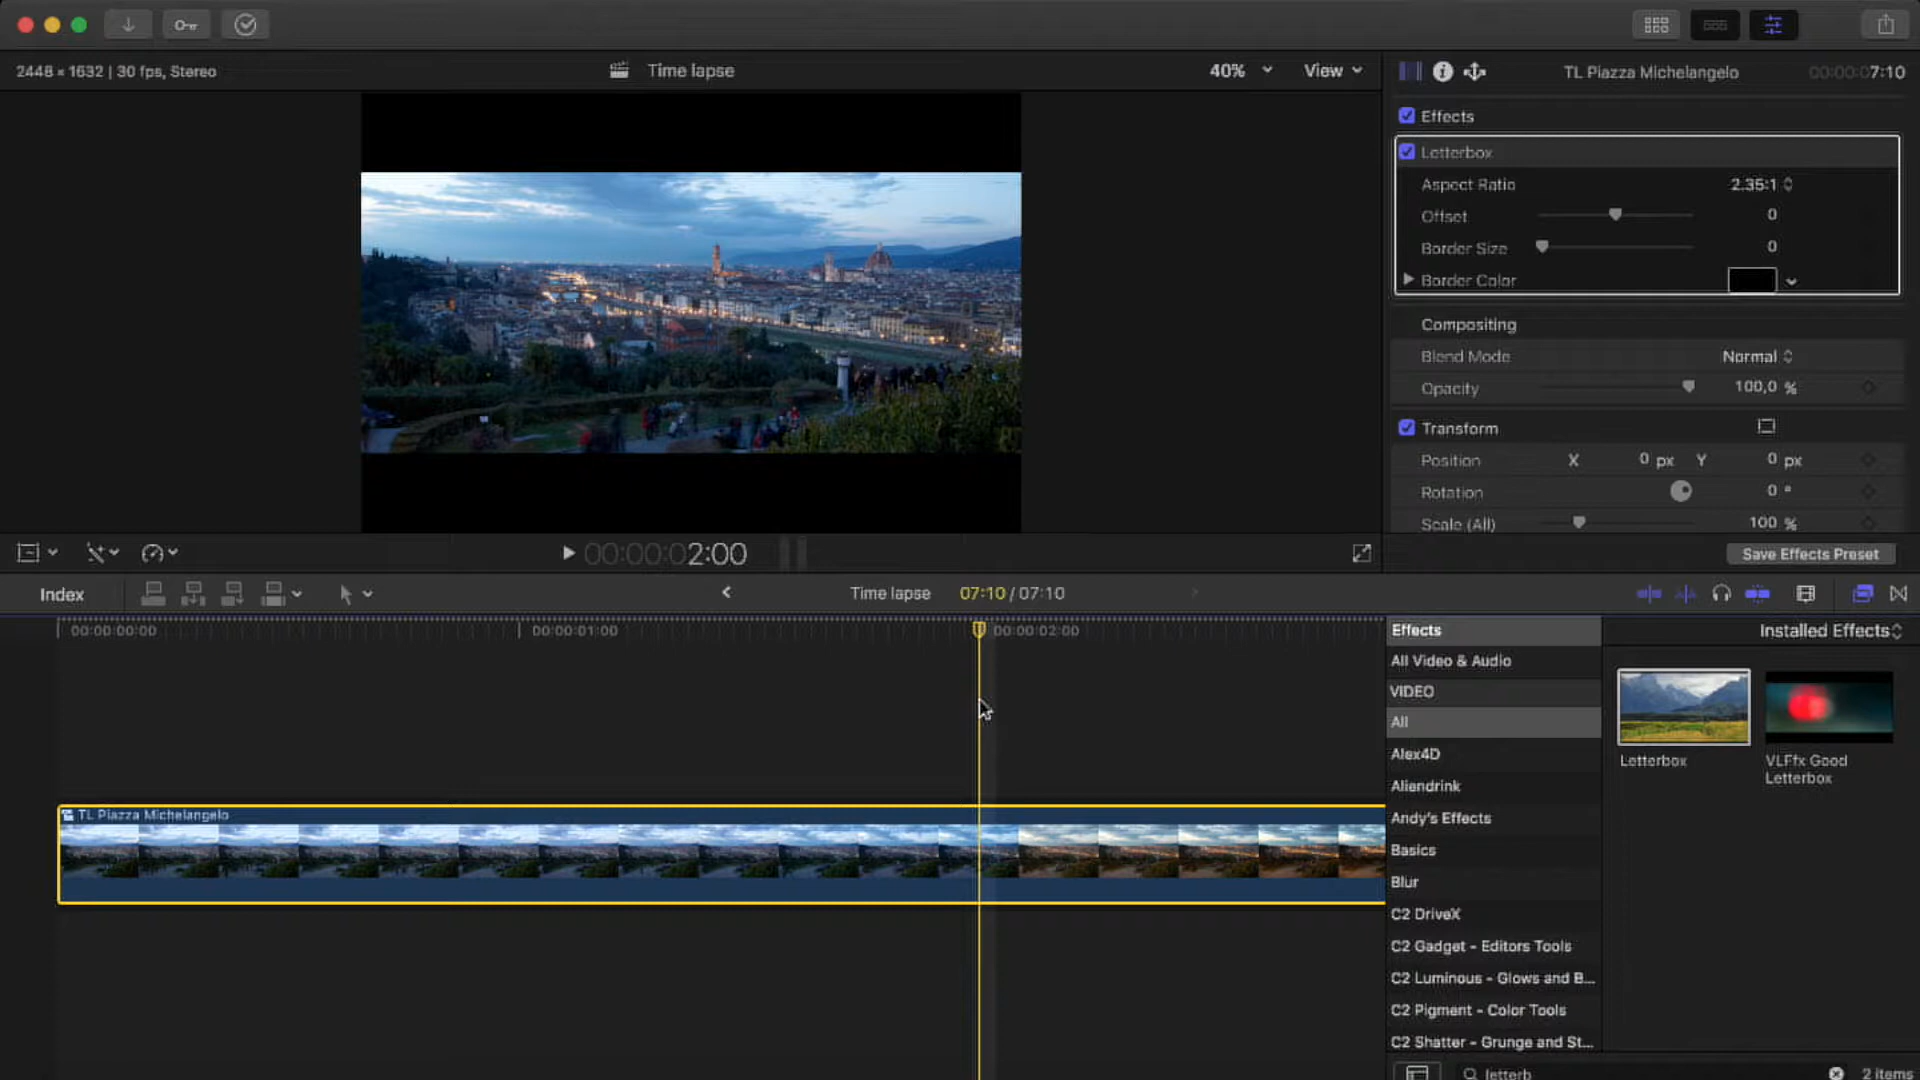 2448 × 1632 | 30 fps, Stereo
Time lapse
40%
View
TL Piazza Michelangelo
00:00:07:10
Effects
Letterbox
Aspect Ratio 2.35:1
Offset 0
Border Size 0
Border Color
Compositing
Blend Mode Normal
Opacity 100,0 %
Transform
Position X 0 px Y 0 px
Rotation 0 °
Scale (All) 100 %
00:00:02:00
Save Effects Preset
Index
Time lapse 07:10 / 07:10
00:00:00:00
00:00:01:00
00:00:02:00
TL Piazza Michelangelo
Effects
Installed Effects
All Video & Audio
VIDEO
All
Alex4D
Aliendrink
Andy's Effects
Basics
Blur
C2 DriveX
C2 Gadget - Editors Tools
C2 Luminous - Glows and B...
C2 Pigment - Color Tools
C2 Shatter - Grunge and St...
Letterbox
VLFfx Good
Letterbox
letterb
2 items